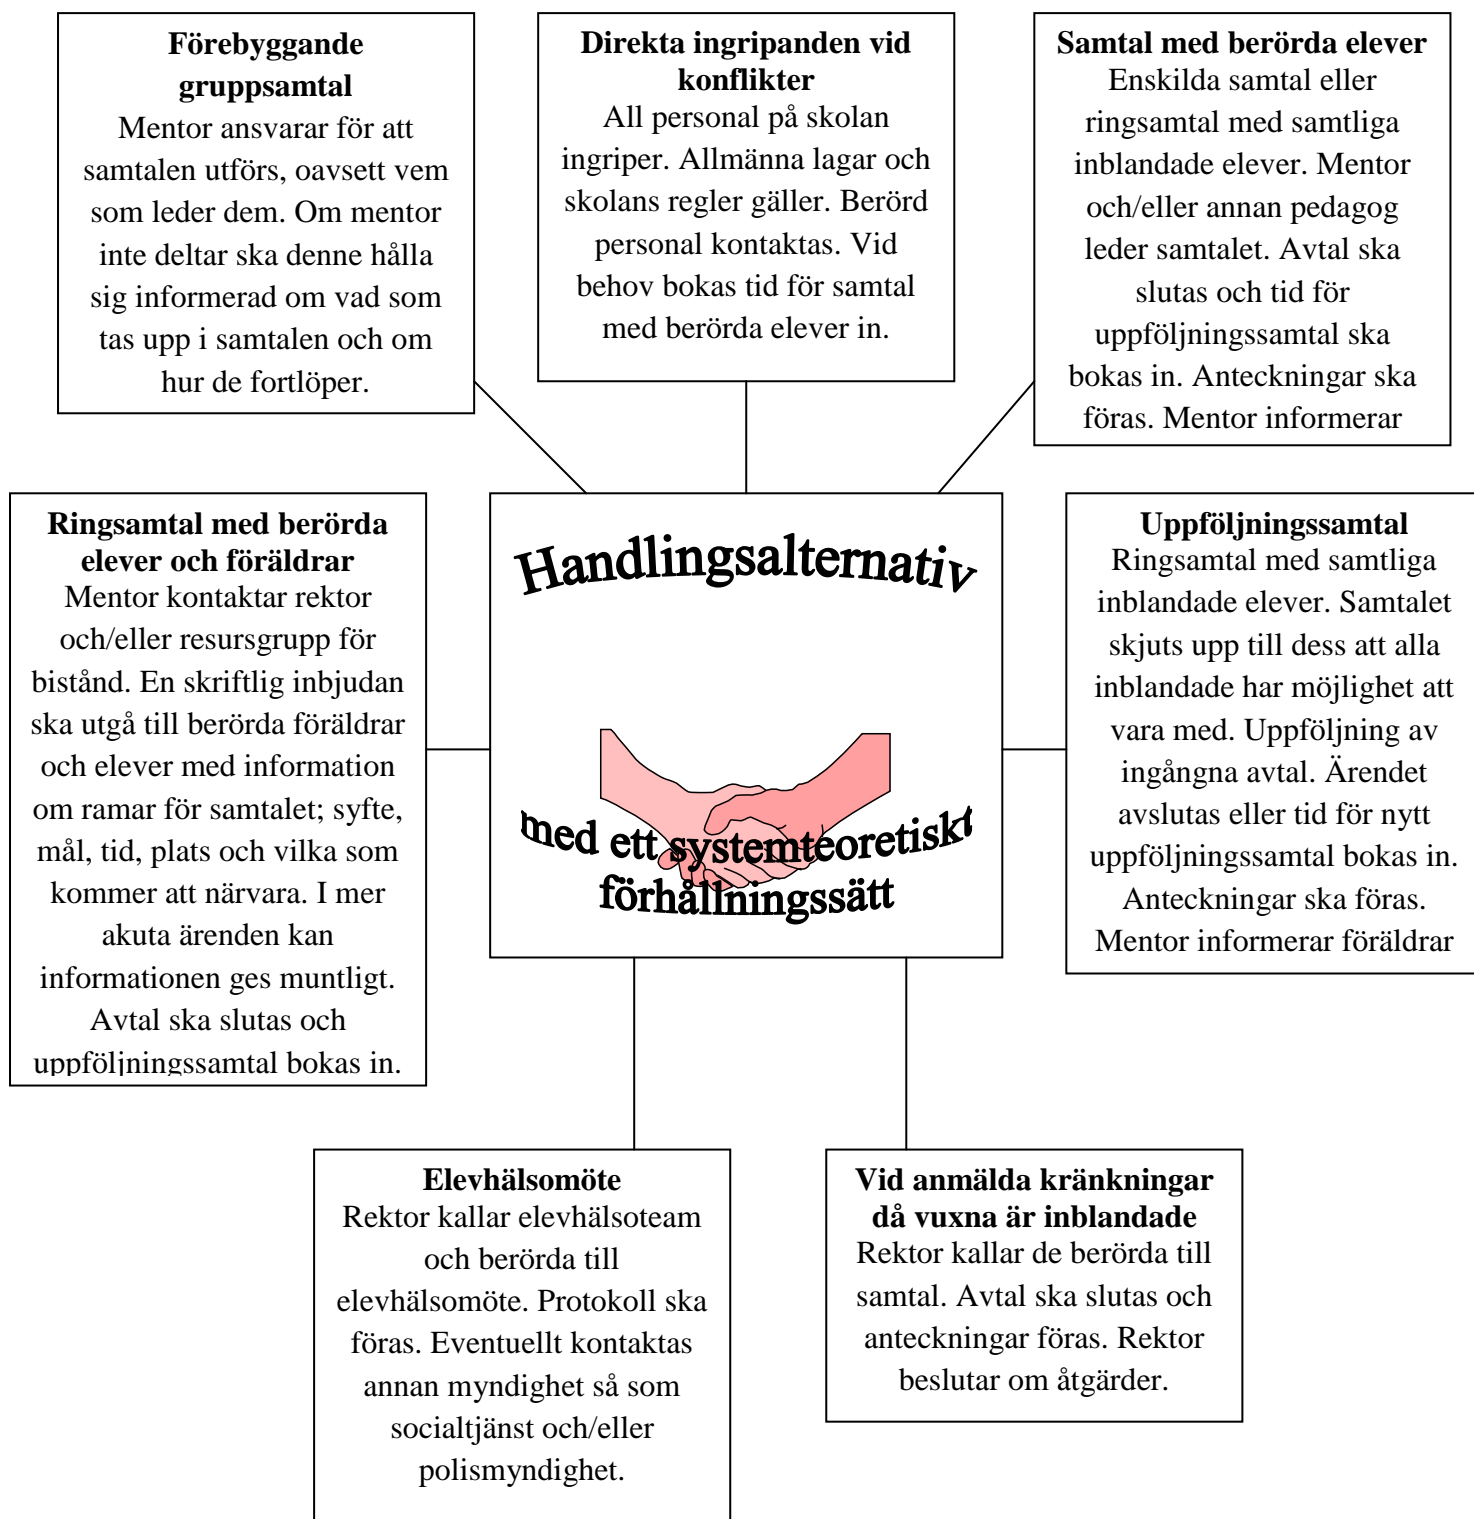 Förebyggande
gruppsamtal
Mentor ansvarar för att
samtalen utförs, oavsett vem
som leder dem. Om mentor
inte deltar ska denne hålla
sig informerad om vad som
tas upp i samtalen och om
hur de fortlöper.
Direkta ingripanden vid
konflikter
All personal på skolan
ingriper. Allmänna lagar och
skolans regler gäller. Berörd
personal kontaktas. Vid
behov bokas tid för samtal
med berörda elever in.
Samtal med berörda elever
Enskilda samtal eller
ringsamtal med samtliga
inblandade elever. Mentor
och/eller annan pedagog
leder samtalet. Avtal ska
slutas och tid för
uppföljningssamtal ska
bokas in. Anteckningar ska
föras. Mentor informerar
Ringsamtal med berörda
elever och föräldrar
Mentor kontaktar rektor
och/eller resursgrupp för
bistånd. En skriftlig inbjudan
ska utgå till berörda föräldrar
och elever med information
om ramar för samtalet; syfte,
mål, tid, plats och vilka som
kommer att närvara. I mer
akuta ärenden kan
informationen ges muntligt.
Avtal ska slutas och
uppföljningssamtal bokas in.
Handlingsalternativ
med ett systemteoretiskt
förhållningssätt
Uppföljningssamtal
Ringsamtal med samtliga
inblandade elever. Samtalet
skjuts upp till dess att alla
inblandade har möjlighet att
vara med. Uppföljning av
ingångna avtal. Ärendet
avslutas eller tid för nytt
uppföljningssamtal bokas in.
Anteckningar ska föras.
Mentor informerar föräldrar
Elevhälsomöte
Rektor kallar elevhälsoteam
och berörda till
elevhälsomöte. Protokoll ska
föras. Eventuellt kontaktas
annan myndighet så som
socialtjänst och/eller
polismyndighet.
Vid anmälda kränkningar
då vuxna är inblandade
Rektor kallar de berörda till
samtal. Avtal ska slutas och
anteckningar föras. Rektor
beslutar om åtgärder.